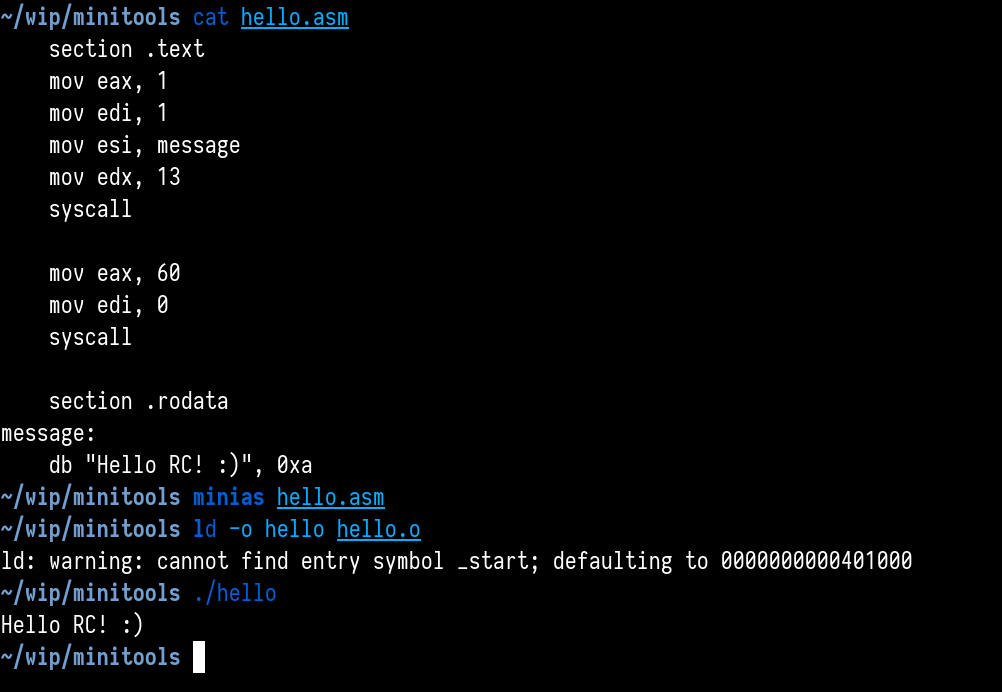 ~/wip/minitools cat hello.asm
    section .text
    mov eax, 1
    mov edi, 1
    mov esi, message
    mov edx, 13
    syscall

    mov eax, 60
    mov edi, 0
    syscall

    section .rodata
message:
    db "Hello RC! :)", 0xa
~/wip/minitools minias hello.asm
~/wip/minitools ld -o hello hello.o
ld: warning: cannot find entry symbol _start; defaulting to 0000000000401000
~/wip/minitools ./hello
Hello RC! :)
~/wip/minitools